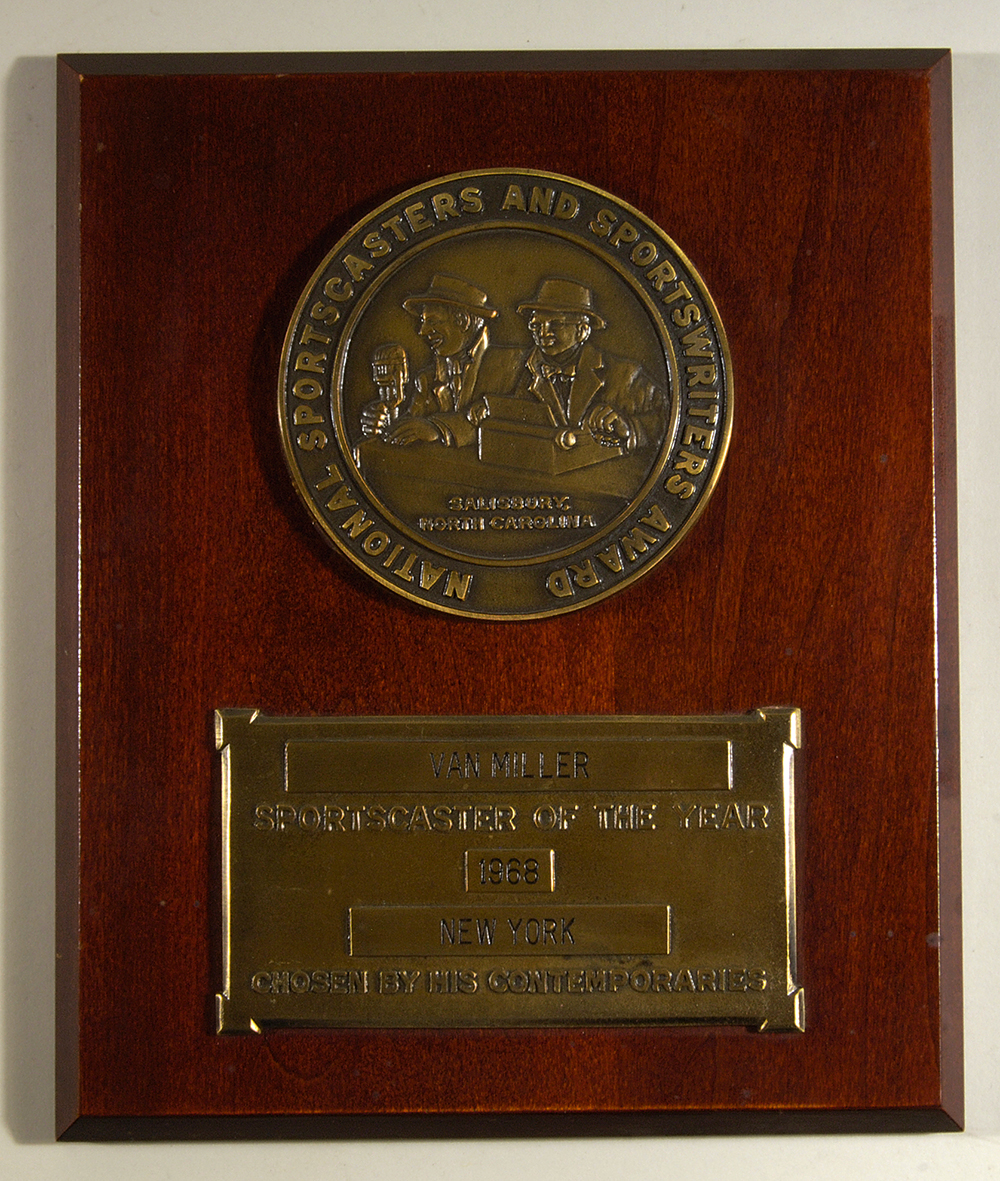 NATIONAL SPORTSCASTERS AND SPORTSWRITERS AWARD
SALISBURY,
NORTH CAROLINA
VAN MILLER
SPORTSCASTER OF THE YEAR
1968
NEW YORK
CHOSEN BY HIS CONTEMPORARIES